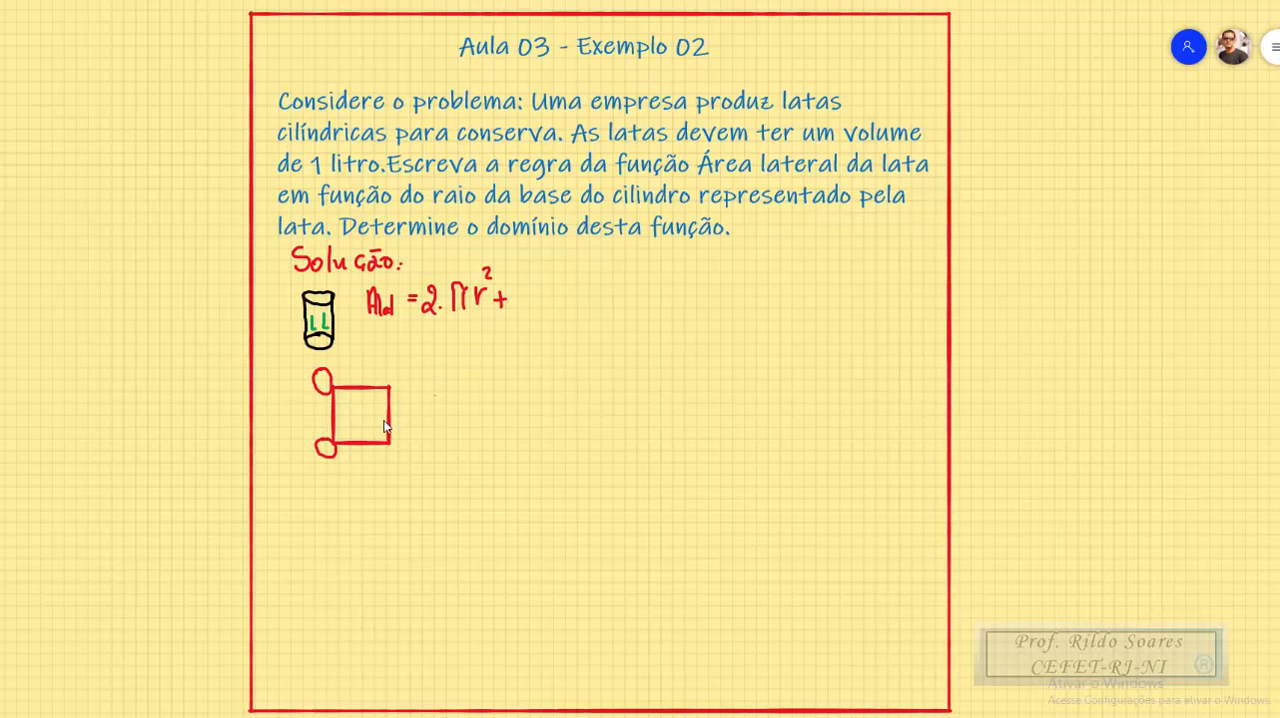 Aula 03 - Exemplo 02
Considere o problema: Uma empresa produz latas
cilíndricas para conserva. As latas devem ter um volume
de 1 litro.Escreva a regra da função Área lateral da lata
em função do raio da base do cilindro representado pela
lata. Determine o domínio desta função.
Solução:
= 2.πr² +
1L
Prof. Rildo Soares
CEFET-RJ-NI
®
Ativar o Windows
Acesse Configurações para ativar o Windows.